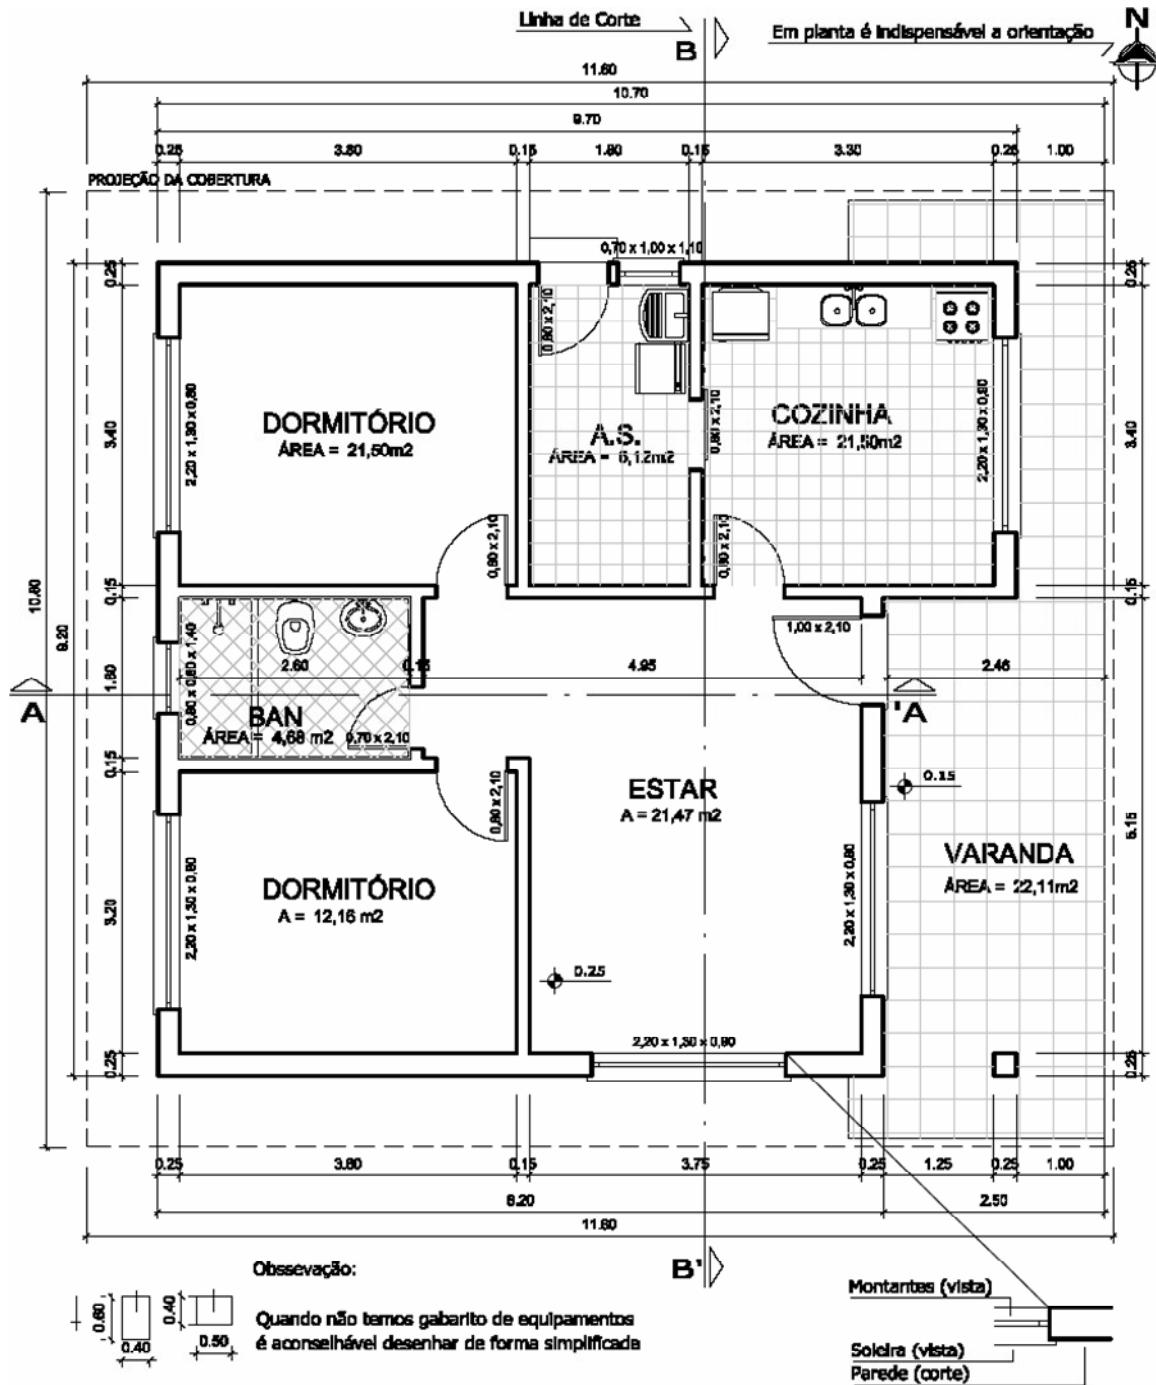 Linha de Corte
B
Em planta é indispensável a orientação
N
11.60
10.70
9.70
0.25 3.80 0.15 1.80 0.15 3.30 0.25 1.00
PROJEÇÃO DA COBERTURA
0,70 x 1,00 x 1,10
0.25
0.25
0,80 x 2,10
2,20 x 1,30 x 0,80
DORMITÓRIO
ÁREA = 21,50m2
A.S.
ÁREA = 6,12m2
0,80 x 2,10
COZINHA
ÁREA = 21,50m2
2,20 x 1,30 x 0,80
3.40
3.40
0,80 x 2,10
0,80 x 2,10
10.80
9.20
0.15
0.15
1,00 x 2,10
0,80 x 0,60 x 1,40
2.60
0.15
4.95
2.46
1.80
A
'A
BAN
ÁREA = 4,68 m2
0,70 x 2,10
0.15
0,80 x 2,10
ESTAR
A = 21,47 m2
0.15
5.15
VARANDA
ÁREA = 22,11m2
2,20 x 1,30 x 0,80
DORMITÓRIO
A = 12,16 m2
3.20
2,20 x 1,30 x 0,80
0.25
2,20 x 1,30 x 0,80
0.25
0.25
0.25 3.80 0.15 3.75 0.25 1.25 0.25 1.00
8.20
2.50
11.60
B'
Obssevação:
0.60
0.40
0.40
0.50
Quando não temos gabarito de equipamentos
é aconselhável desenhar de forma simplificada
Montantes (vista)
Soleira (vista)
Parede (corte)